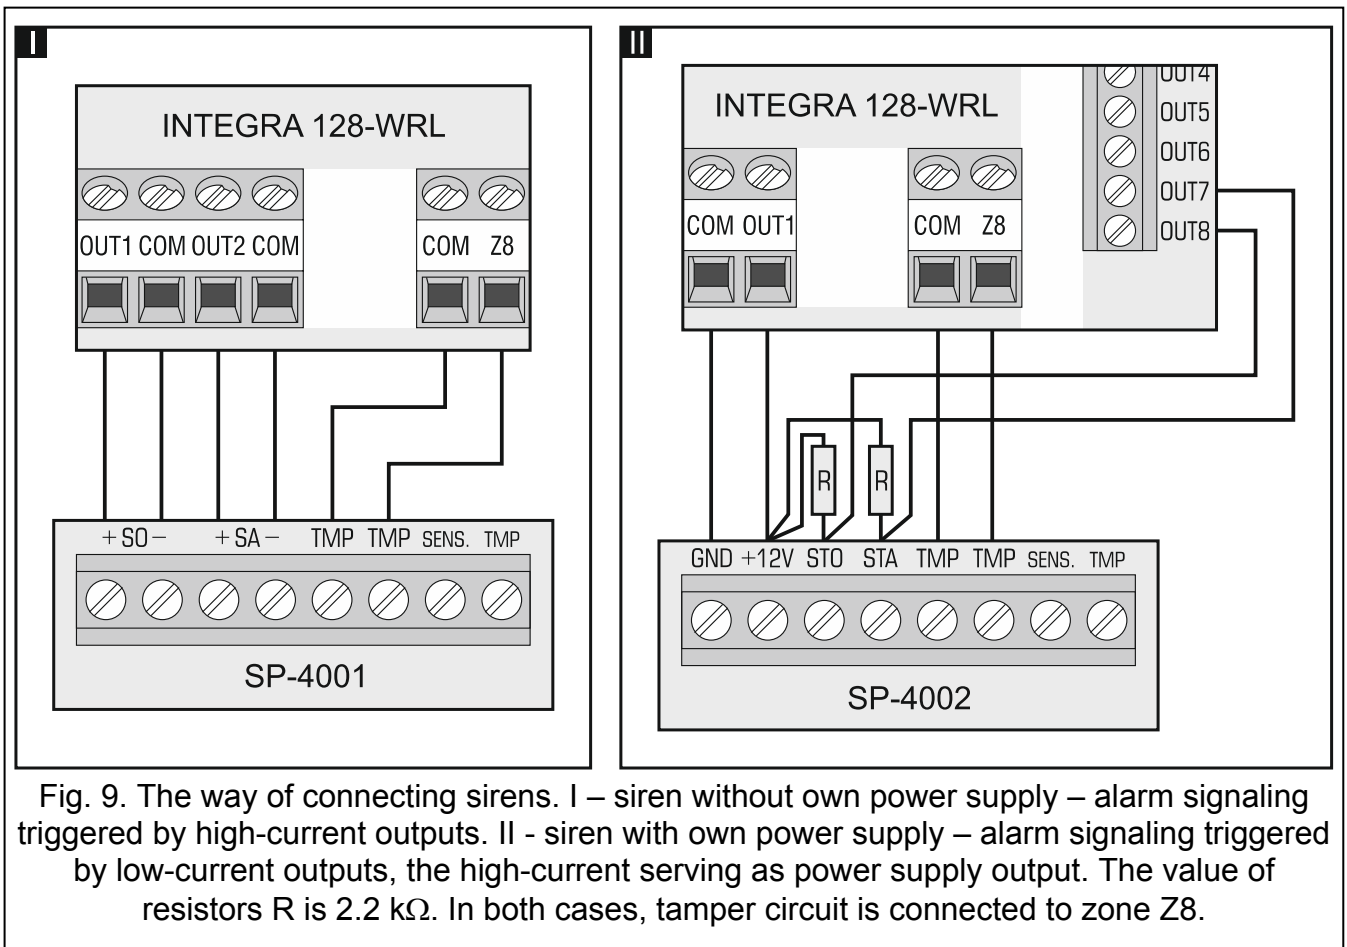 I
INTEGRA 128-WRL
OUT1 COM OUT2 COM
COM Z8
+ SO − + SA − TMP TMP SENS. TMP
SP-4001
II
INTEGRA 128-WRL
OUT4
OUT5
OUT6
OUT7
OUT8
COM OUT1
COM Z8
R R
GND +12V STO STA TMP TMP SENS. TMP
SP-4002
Fig. 9. The way of connecting sirens. I – siren without own power supply – alarm signaling
triggered by high-current outputs. II - siren with own power supply – alarm signaling triggered
by low-current outputs, the high-current serving as power supply output. The value of
resistors R is 2.2 kΩ. In both cases, tamper circuit is connected to zone Z8.